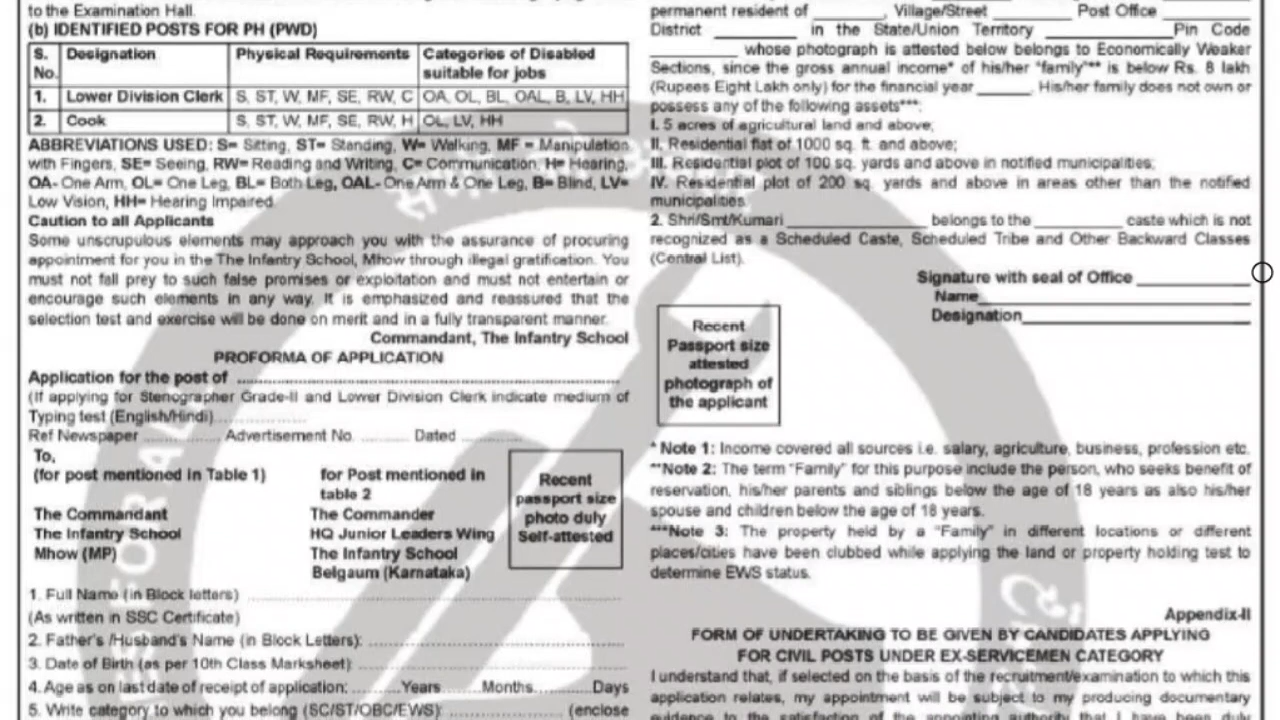 to the Examination Hall.
(b) IDENTIFIED POSTS FOR PH (PWD)
S. No. Designation Physical Requirements Categories of Disabled suitable for jobs
1. Lower Division Clerk S, ST, W, MF, SE, RW, C OA, OL, BL, OAL, B, LV, HH
2. Cook S, ST, W, MF, SE, RW, H OL, LV, HH
ABBREVIATIONS USED: S= Sitting, ST= Standing, W= Walking, MF = Manipulation
with Fingers, SE= Seeing, RW= Reading and Writing, C= Communication, H= Hearing,
OA- One Arm, OL= One Leg, BL= Both Leg, OAL- One Arm & One Leg, B= Blind, LV=
Low Vision, HH= Hearing Impaired.
Caution to all Applicants
Some unscrupulous elements may approach you with the assurance of procuring
appointment for you in the The Infantry School, Mhow through illegal gratification. You
must not fall prey to such false promises or exploitation and must not entertain or
encourage such elements in any way. It is emphasized and reassured that the
selection test and exercise will be done on merit and in a fully transparent manner.
Commandant, The Infantry School
PROFORMA OF APPLICATION
Application for the post of ................................................
(If applying for Stenographer Grade-II and Lower Division Clerk indicate medium of
Typing test (English/Hindi)....................
Ref Newspaper ............... Advertisement No. .......... Dated ............
To,
(for post mentioned in Table 1)
The Commandant
The Infantry School
Mhow (MP)
for Post mentioned in
table 2
The Commander
HQ Junior Leaders Wing
The Infantry School
Belgaum (Karnataka)
Recent
passport size
photo duly
Self-attested
1. Full Name (in Block letters) ................................................
(As written in SSC Certificate)
2. Father's /Husband's Name (in Block Letters): ................................
3. Date of Birth (as per 10th Class Marksheet): ................................
4. Age as on last date of receipt of application: ........Years........Months........Days
5. Write category to which you belong (SC/ST/OBC/EWS): .................... (enclose
permanent resident of ________, Village/Street ________ Post Office ________
District ________ in the State/Union Territory ____________Pin Code
________ whose photograph is attested below belongs to Economically Weaker
Sections, since the gross annual income* of his/her "family"** is below Rs. 8 lakh
(Rupees Eight Lakh only) for the financial year ______. His/her family does not own or
possess any of the following assets***:
I. 5 acres of agricultural land and above;
II. Residential flat of 1000 sq. ft. and above;
III. Residential plot of 100 sq. yards and above in notified municipalities;
IV. Residential plot of 200 sq. yards and above in areas other than the notified
municipalities.
2. Shri/Smt/Kumari______________ belongs to the _________ caste which is not
recognized as a Scheduled Caste, Scheduled Tribe and Other Backward Classes
(Central List).
Signature with seal of Office ____________
Name____________
Designation____________
Recent
Passport size
attested
photograph of
the applicant
* Note 1: Income covered all sources i.e. salary, agriculture, business, profession etc.
**Note 2: The term "Family" for this purpose include the person, who seeks benefit of
reservation, his/her parents and siblings below the age of 18 years as also his/her
spouse and children below the age of 18 years.
***Note 3: The property held by a "Family" in different locations or different
places/cities have been clubbed while applying the land or property holding test to
determine EWS status.
Appendix-II
FORM OF UNDERTAKING TO BE GIVEN BY CANDIDATES APPLYING
FOR CIVIL POSTS UNDER EX-SERVICEMEN CATEGORY
I understand that, if selected on the basis of the recruitment/examination to which this
application relates, my appointment will be subject to my producing documentary
evidence to the satisfaction of the appointing authority that I have been duly
FOR ALL